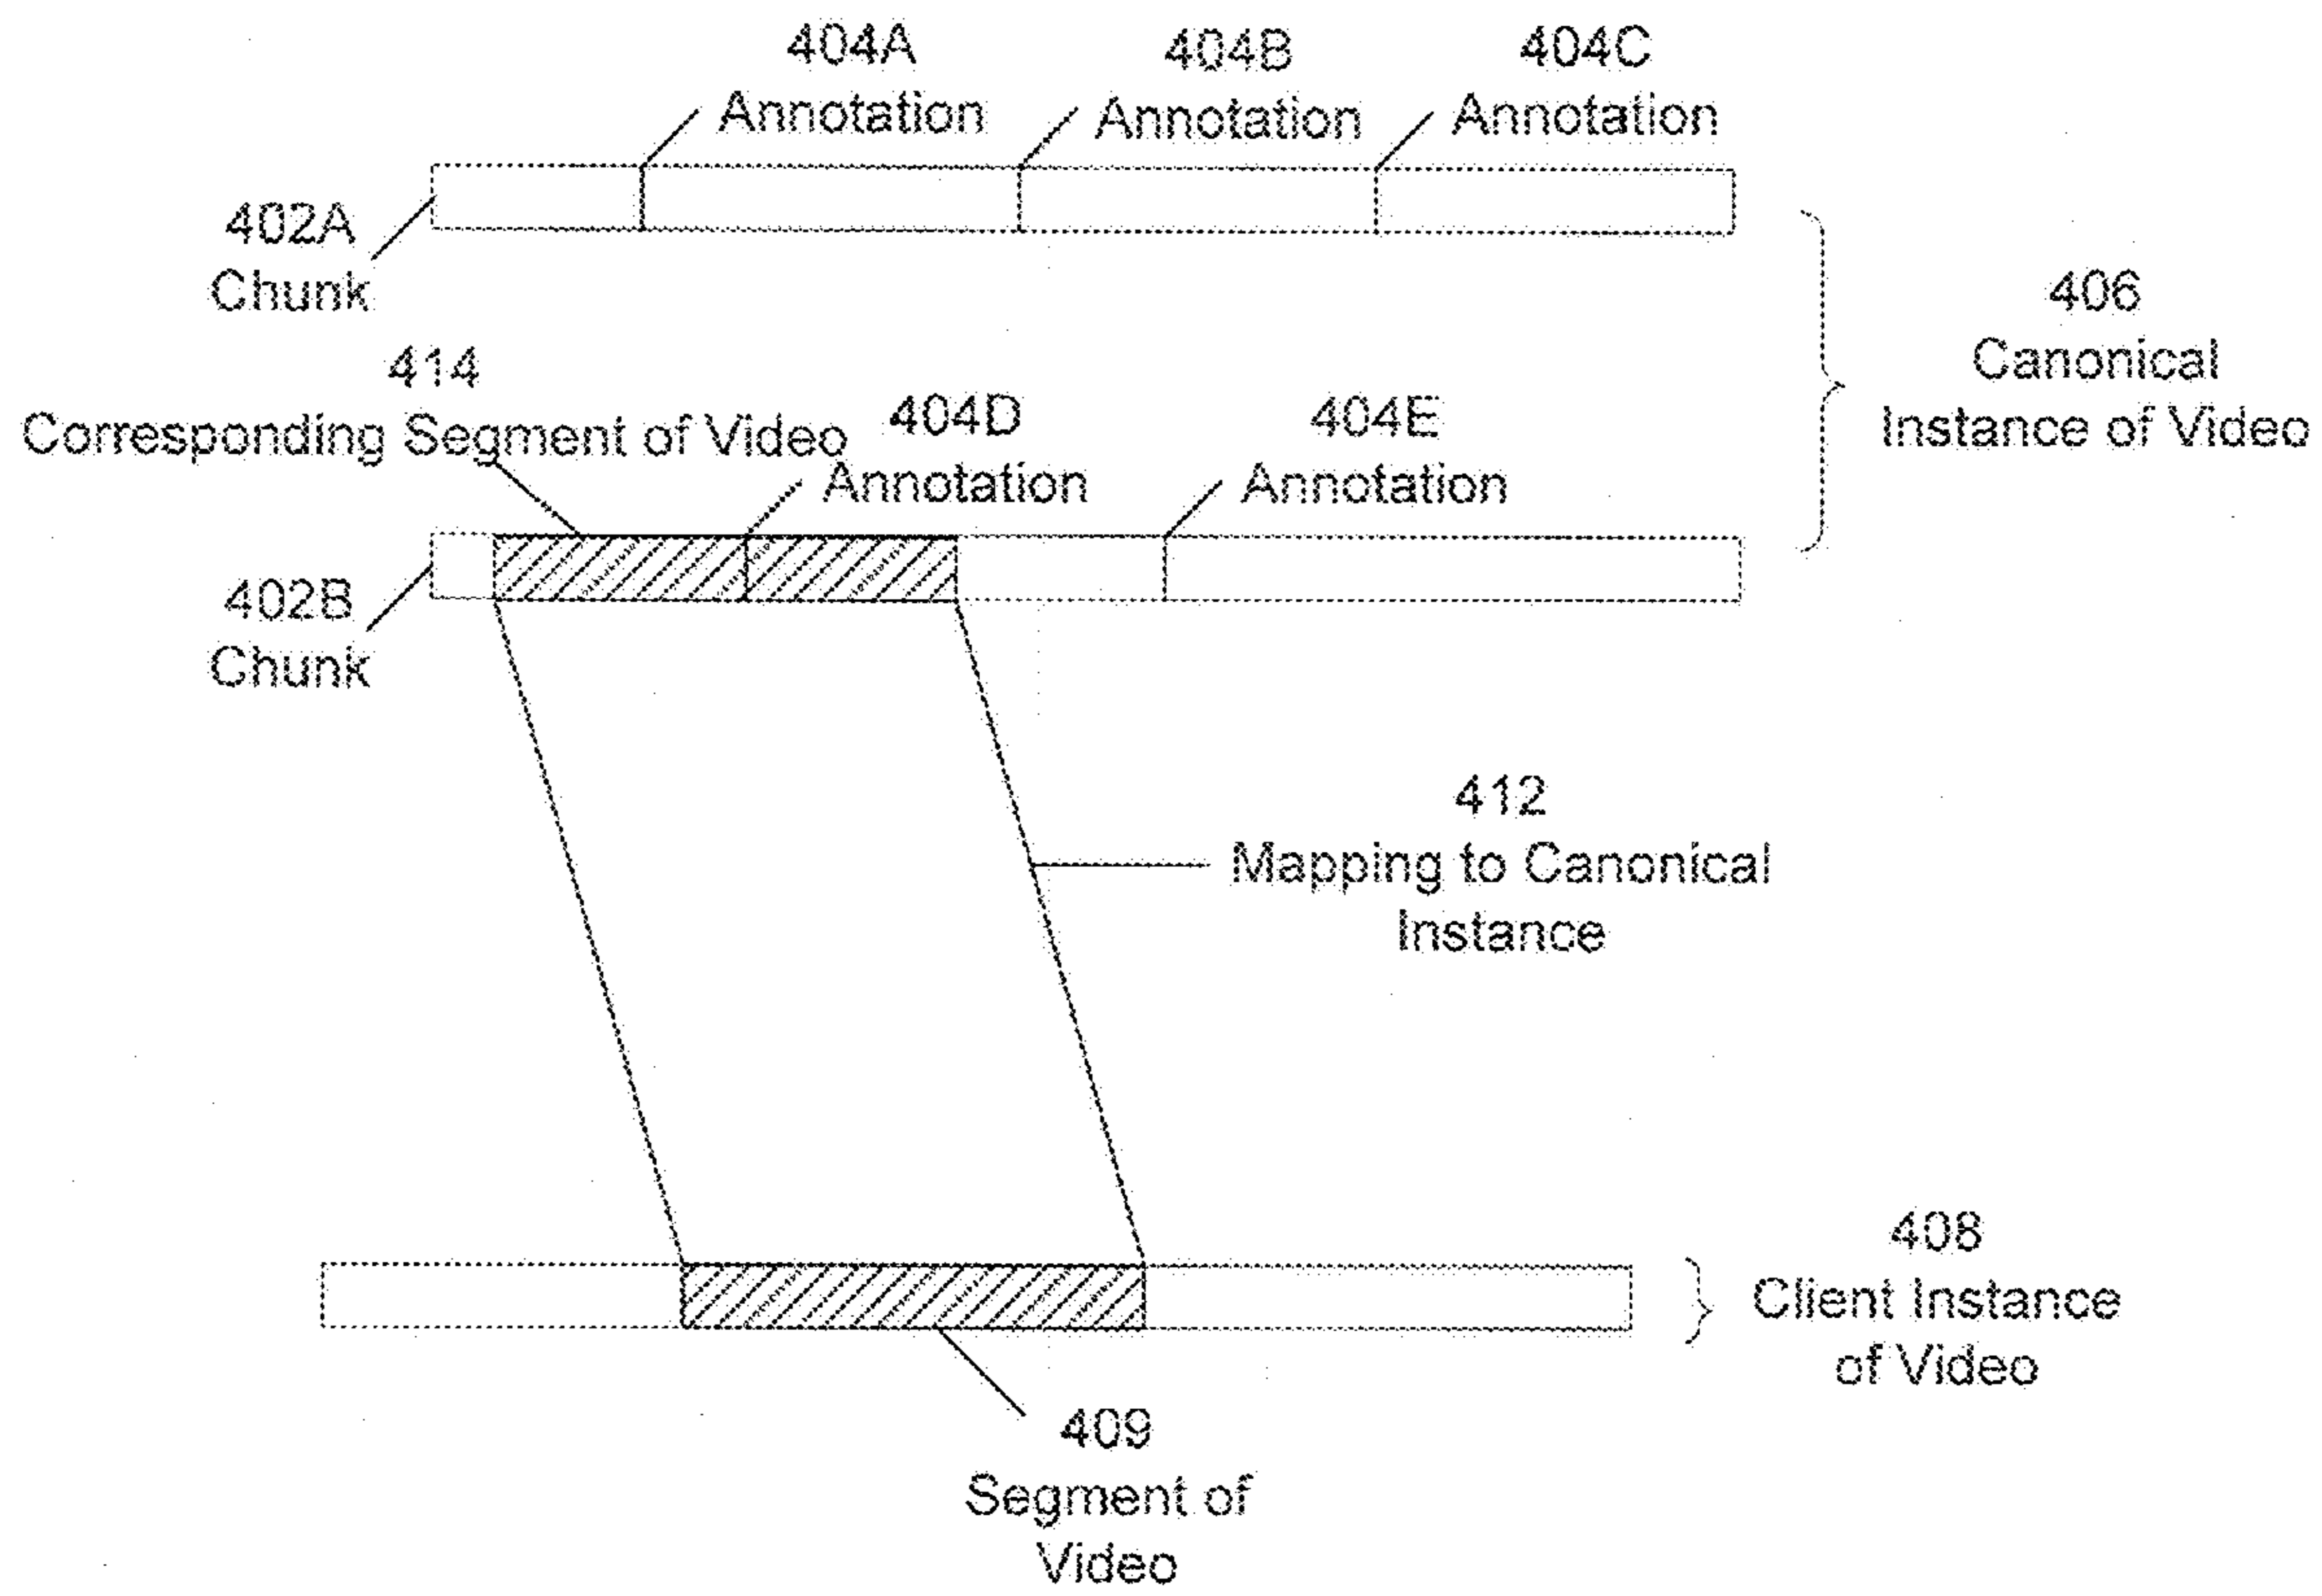 404A
Annotation
404B
Annotation
404C
Annotation
402A
Chunk
406
Canonical
Instance of Video
414
Corresponding Segment of Video
404D
Annotation
404E
Annotation
402B
Chunk
412
Mapping to Canonical
Instance
408
Client Instance
of Video
409
Segment of
Video